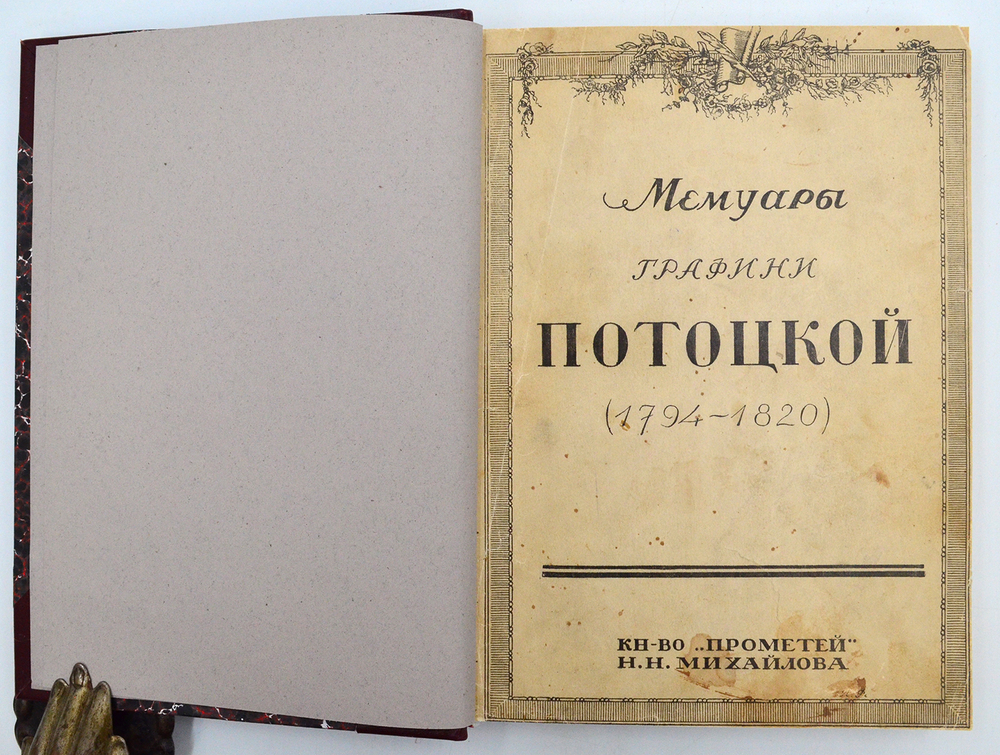 Мемуары
ГРАФИНИ
ПОТОЦКОЙ
(1794-1820)
КН-ВО „ПРОМЕТЕЙ"
Н.Н. МИХАЙЛОВА